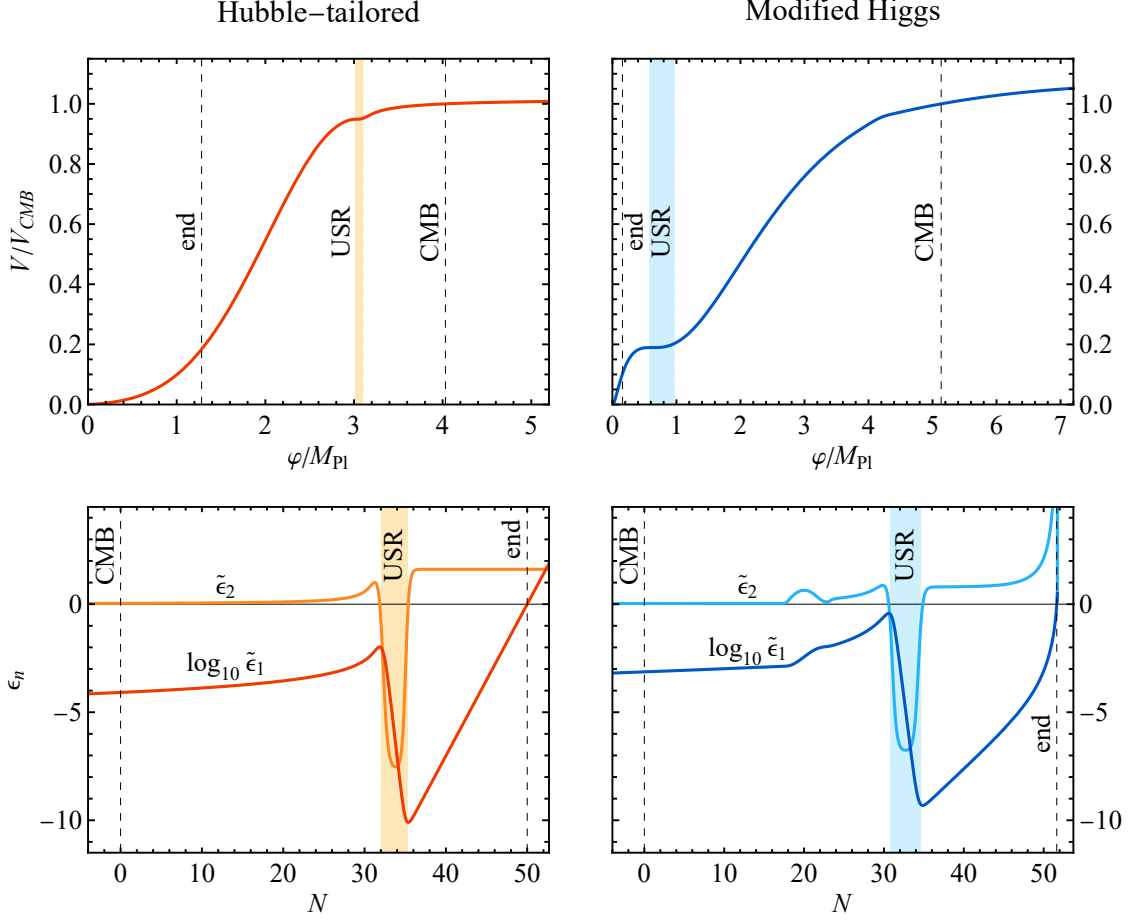 Hubble−tailored
Modified Higgs
V/V_CMB
1.0
0.8
0.6
0.4
0.2
0.0
end
USR
CMB
0 1 2 3 4 5
φ/M_Pl
end
USR
CMB
1.0
0.8
0.6
0.4
0.2
0.0
0 1 2 3 4 5 6 7
φ/M_Pl
ϵ_n
0
−5
−10
CMB
USR
end
ϵ̃_2
log_10 ϵ̃_1
0 10 20 30 40 50
N
CMB
USR
end
ϵ̃_2
log_10 ϵ̃_1
0
−5
−10
0 10 20 30 40 50
N